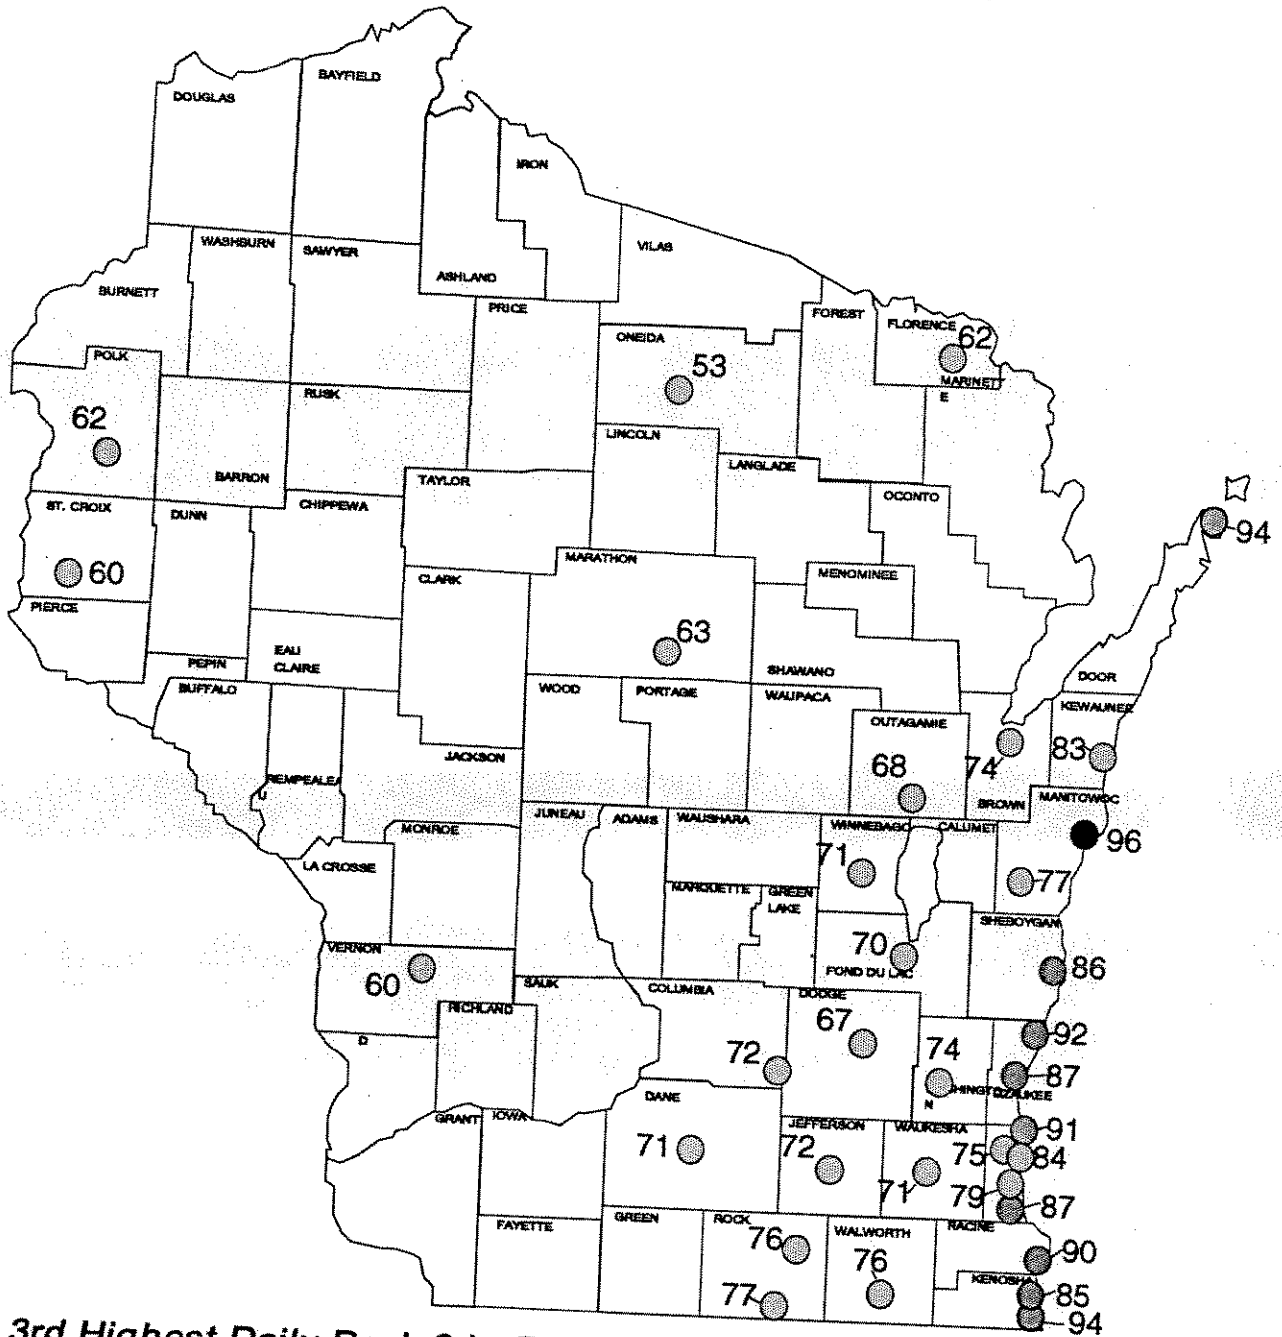 BAYFIELD
DOUGLAS
IRON
WASHBURN
SAWYER
VILAS
ASHLAND
BURNETT
PRICE
FOREST
FLORENCE
62
ONEIDA
POLK
53
MARINETT
E
RUSK
62
LINCOLN
LANGLADE
BARRON
TAYLOR
OCONTO
ST. CROIX
DUNN
CHIPPEWA
94
MARATHON
60
CLARK
MENOMINEE
PIERCE
63
EAU
CLAIRE
PEPIN
SHAWANO
DOOR
BUFFALO
WOOD
PORTAGE
WAUPACA
KEWAUNEE
OUTAGAMIE
JACKSON
83
74
68
REMPEALEA
MANITOWOC
BROWN
JUNEAU
ADAMS
WAUSHARA
WINNEBAGO
CALUMET
MONROE
96
71
LA CROSSE
77
MARQUETTE
GREEN
LAKE
SHEBOYGAN
VERNON
70
FOND DU LAC
86
60
SAUK
COLUMBIA
DODGE
RICHLAND
67
92
D
72
74
87
HINGTO
OZAUKEE
N
DANE
GRANT
IOWA
JEFFERSON
WAUKESHA
91
71
72
75
84
71
79
87
FAYETTE
GREEN
ROCK
WALWORTH
RACINE
76
76
90
KENOSHA
85
77
94
3rd Highest Daily Peak 8-hr